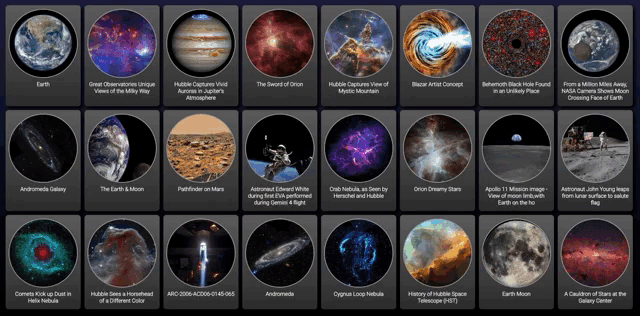 Earth
Great Observatories Unique
Views of the Milky Way
Hubble Captures Vivid
Auroras in Jupiter's
Atmosphere
The Sword of Orion
Hubble Captures View of
Mystic Mountain
Blazar Artist Concept
Behemoth Black Hole Found
in an Unlikely Place
From a Million Miles Away,
NASA Camera Shows Moon
Crossing Face of Earth
Andromeda Galaxy
The Earth & Moon
Pathfinder on Mars
Astronaut Edward White
during first EVA performed
during Gemini 4 flight
Crab Nebula, as Seen by
Herschel and Hubble
Orion Dreamy Stars
Apollo 11 Mission image -
View of moon limb,with
Earth on the ho
Astronaut John Young leaps
from lunar surface to salute
flag
Comets Kick up Dust in
Helix Nebula
Hubble Sees a Horsehead
of a Different Color
ARC-2006-ACD06-0145-065
Andromeda
Cygnus Loop Nebula
History of Hubble Space
Telescope (HST)
Earth Moon
A Cauldron of Stars at the
Galaxy Center